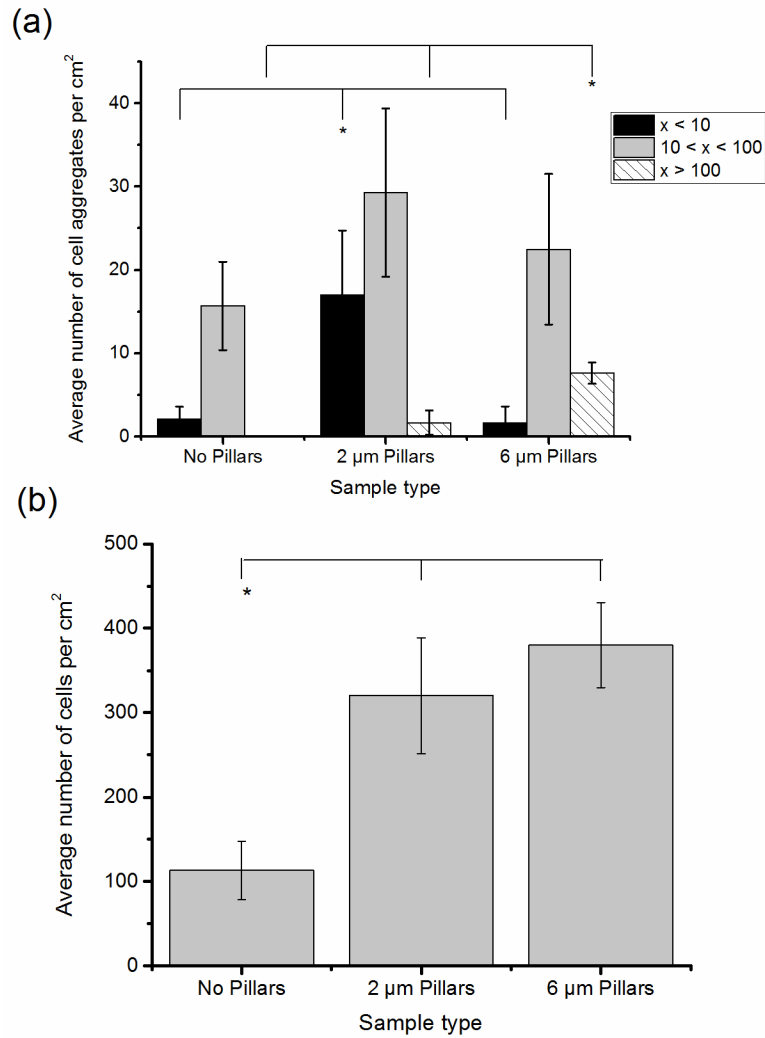 (a)
Average number of cell aggregates per cm²
40
30
20
10
0
*
*
x < 10
10 < x < 100
x > 100
No Pillars
2 µm Pillars
6 µm Pillars
Sample type
(b)
Average number of cells per cm²
500
400
300
200
100
0
*
No Pillars
2 µm Pillars
6 µm Pillars
Sample type